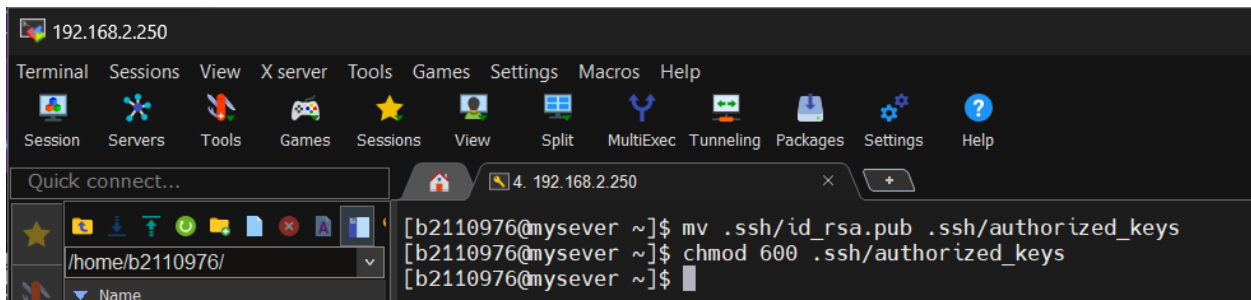 192.168.2.250
Terminal Sessions View X server Tools Games Settings Macros Help
Session Servers Tools Games Sessions View Split MultiExec Tunneling Packages Settings Help
Quick connect...
4. 192.168.2.250
[b2110976@mysever ~]$ mv .ssh/id_rsa.pub .ssh/authorized_keys
[b2110976@mysever ~]$ chmod 600 .ssh/authorized_keys
[b2110976@mysever ~]$
/home/b2110976/
Name